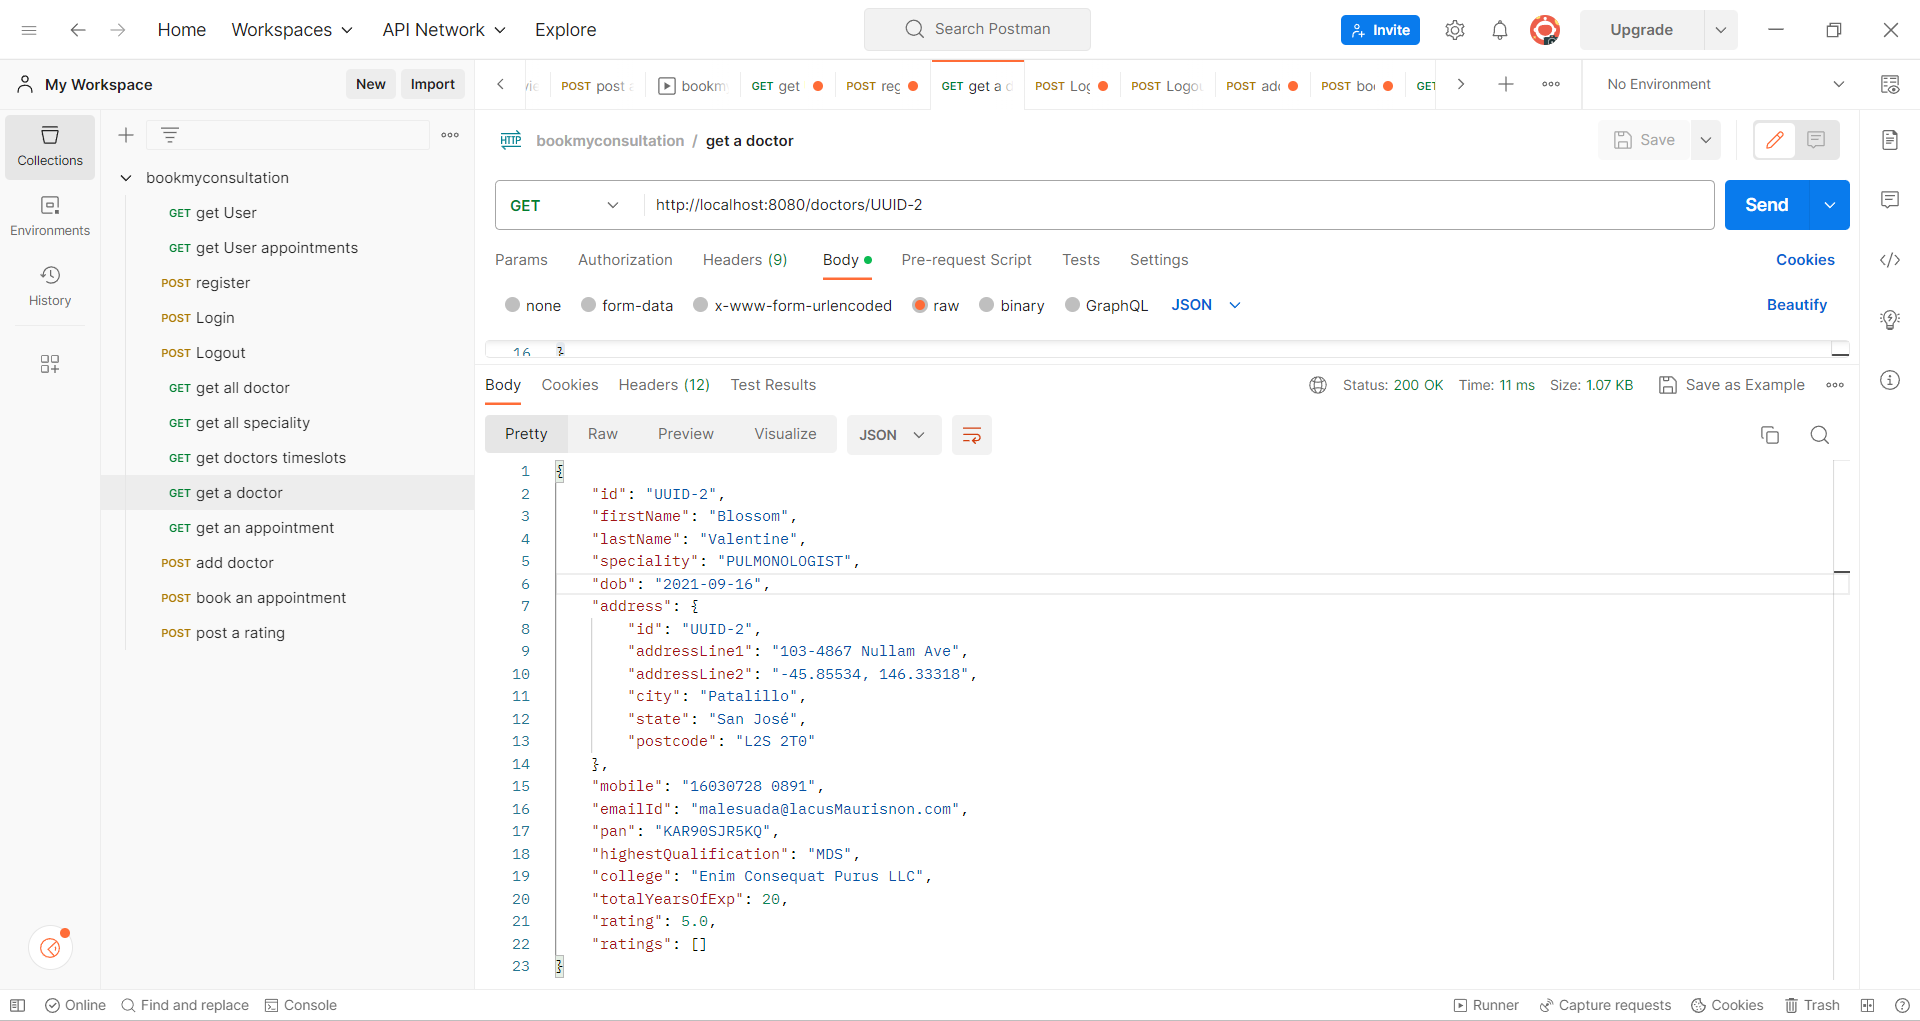 Home Workspaces API Network Explore Search Postman Invite Upgrade
My Workspace New Import
POST post a bookm GET get POST reg GET get a d POST Log POST Logou POST add POST boo GET No Environment
Collections
Environments
History
bookmyconsultation
GET get User
GET get User appointments
POST register
POST Login
POST Logout
GET get all doctor
GET get all speciality
GET get doctors timeslots
GET get a doctor
GET get an appointment
POST add doctor
POST book an appointment
POST post a rating
HTTP bookmyconsultation / get a doctor Save
GET http://localhost:8080/doctors/UUID-2 Send
Params Authorization Headers (9) Body Pre-request Script Tests Settings Cookies
none form-data x-www-form-urlencoded raw binary GraphQL JSON Beautify
16 }
Body Cookies Headers (12) Test Results Status: 200 OK Time: 11 ms Size: 1.07 KB Save as Example
Pretty Raw Preview Visualize JSON
1 {
2 "id": "UUID-2",
3 "firstName": "Blossom",
4 "lastName": "Valentine",
5 "speciality": "PULMONOLOGIST",
6 "dob": "2021-09-16",
7 "address": {
8 "id": "UUID-2",
9 "addressLine1": "103-4867 Nullam Ave",
10 "addressLine2": "-45.85534, 146.33318",
11 "city": "Patalillo",
12 "state": "San José",
13 "postcode": "L2S 2T0"
14 },
15 "mobile": "16030728 0891",
16 "emailId": "malesuada@lacusMaurisnon.com",
17 "pan": "KAR90SJR5KQ",
18 "highestQualification": "MDS",
19 "college": "Enim Consequat Purus LLC",
20 "totalYearsOfExp": 20,
21 "rating": 5.0,
22 "ratings": []
23 }
Online Find and replace Console Runner Capture requests Cookies Trash